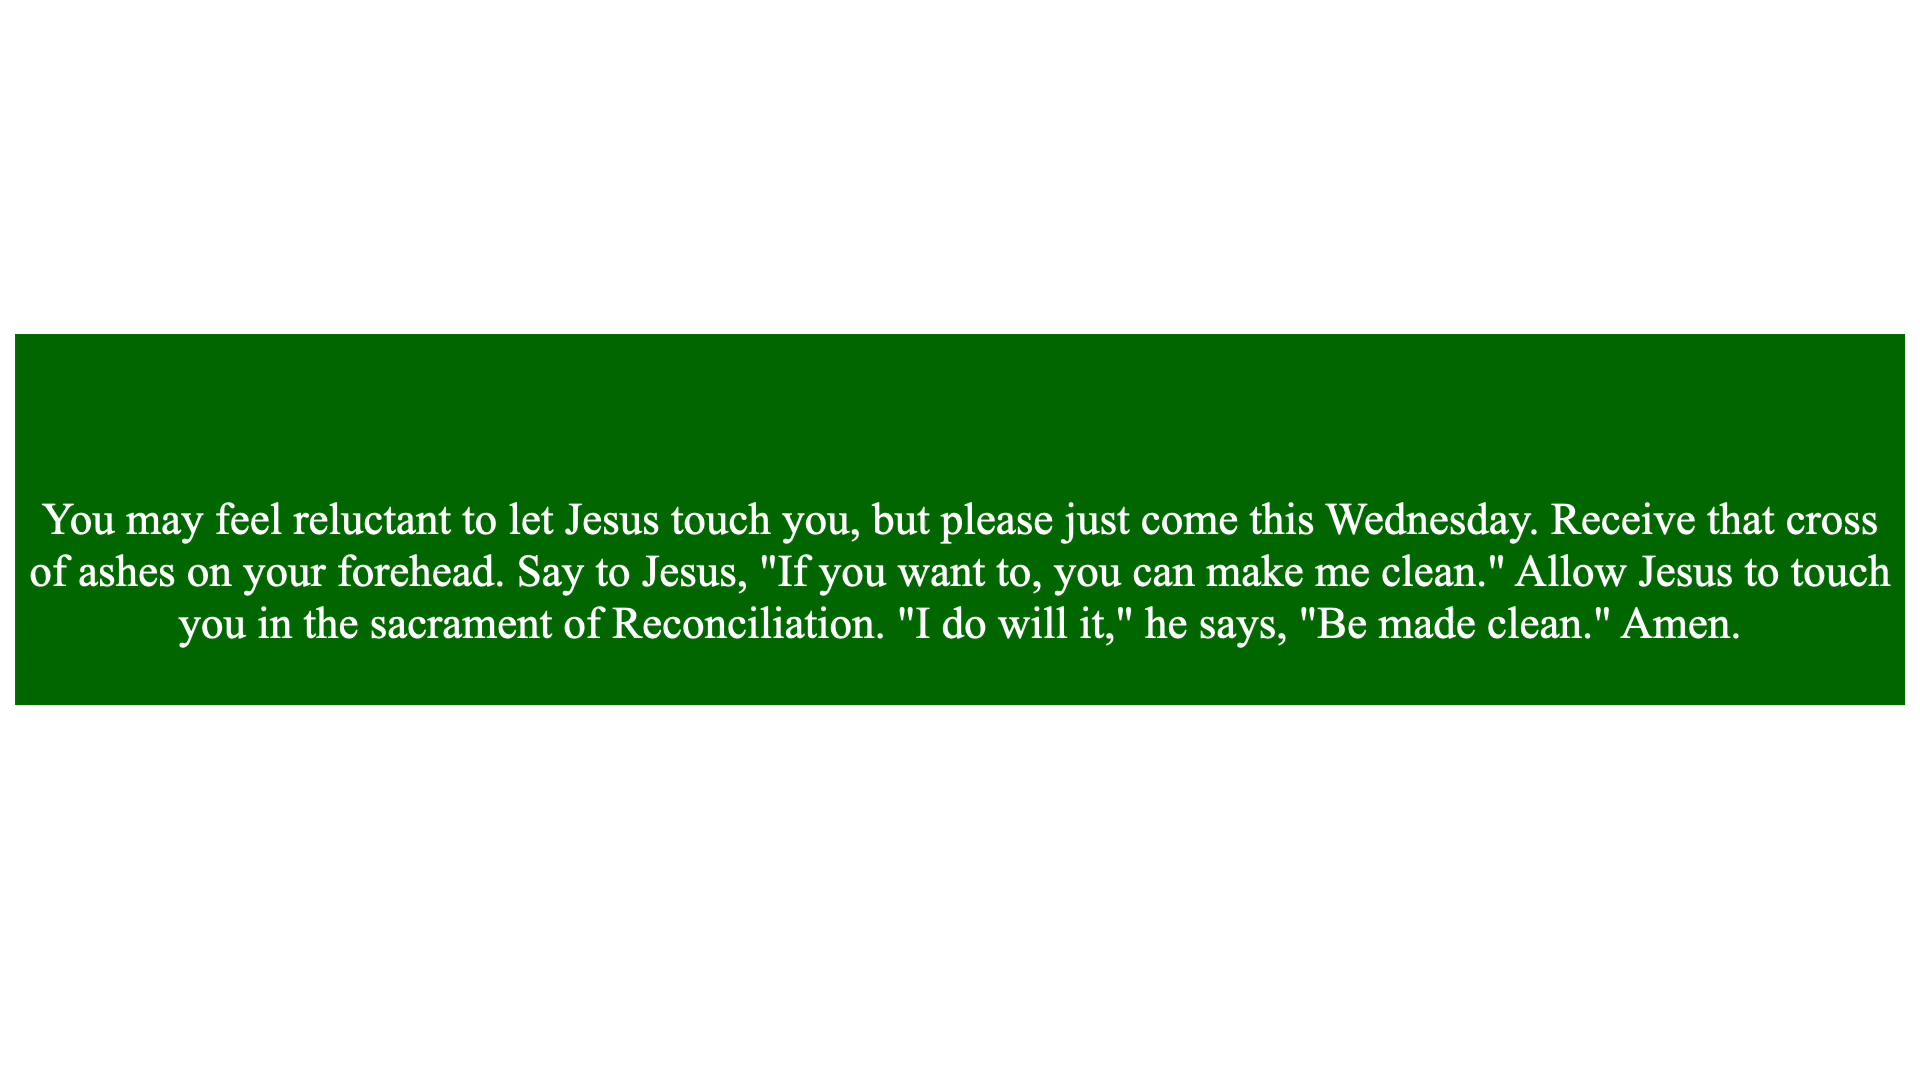 You may feel reluctant to let Jesus touch you, but please just come this Wednesday. Receive that cross
of ashes on your forehead. Say to Jesus, "If you want to, you can make me clean." Allow Jesus to touch
you in the sacrament of Reconciliation. "I do will it," he says, "Be made clean." Amen.